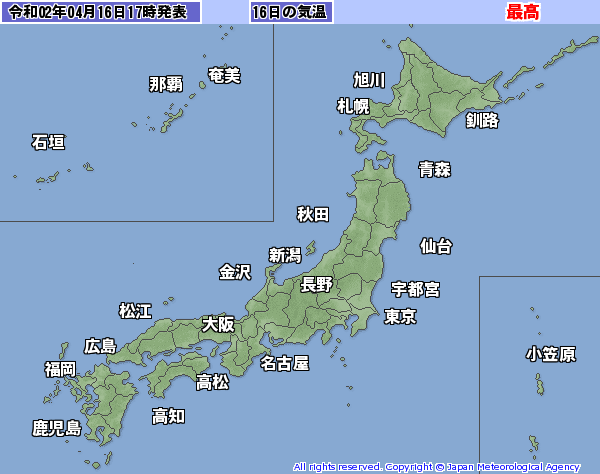 令和02年04月16日17時発表 16日の気温 最高
那覇 奄美
石垣
旭川
札幌
釧路
青森
秋田
仙台
新潟
金沢
長野
宇都宮
松江
大阪
東京
広島
名古屋
小笠原
福岡
高松
高知
鹿児島
All rights reserved. Copyright © Japan Meteorological Agency